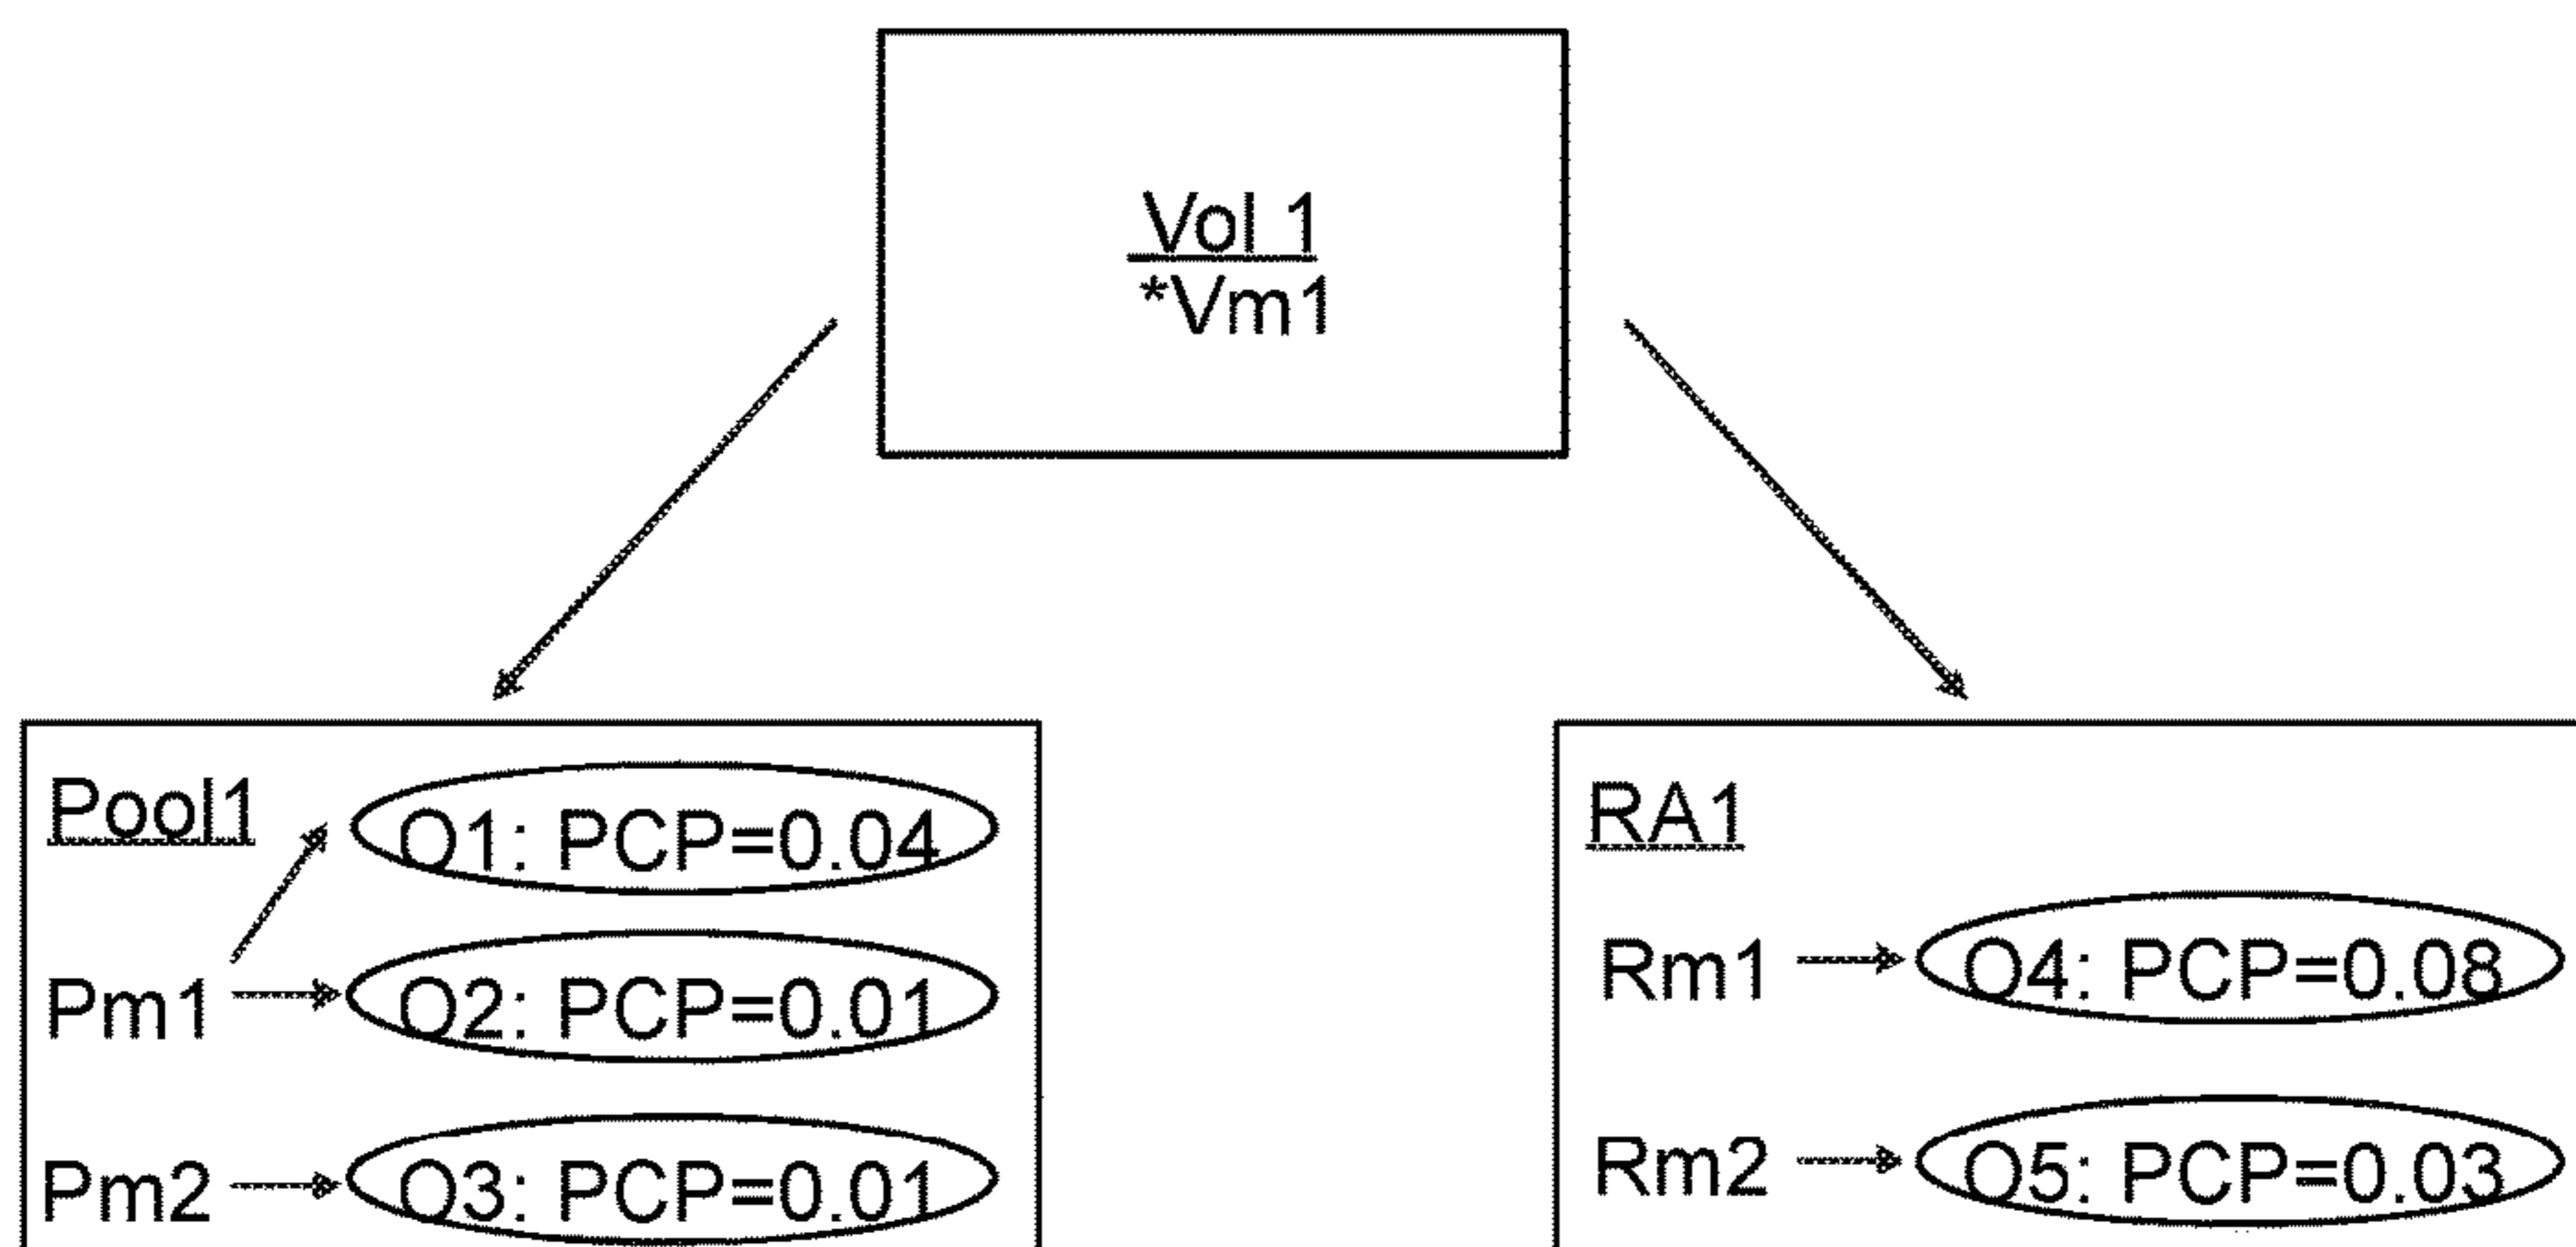 Vol 1
*Vm1
Pool1
O1: PCP=0.04
Pm1
O2: PCP=0.01
Pm2
O3: PCP=0.01
RA1
Rm1
O4: PCP=0.08
Rm2
O5: PCP=0.03